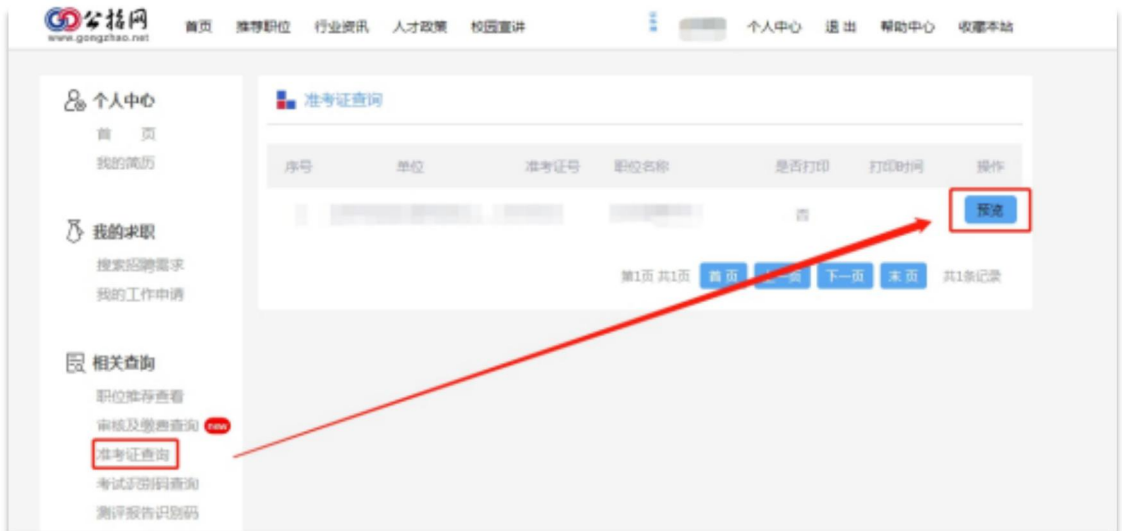 公招网
www.gongzhao.net
首页 推荐职位 行业资讯 人才政策 校园宣讲 个人中心 退出 帮助中心 收藏本站
个人中心
首 页
我的简历
我的求职
搜索招聘需求
我的工作申请
相关查询
职位推荐查看
审核及缴费查询 new
准考证查询
考试识别码查询
测评报告识别码
准考证查询
序号 单位 准考证号 职位名称 是否打印 打印时间 操作
否 预览
第1页 共1页 首页 上一页 下一页 末页 共1条记录